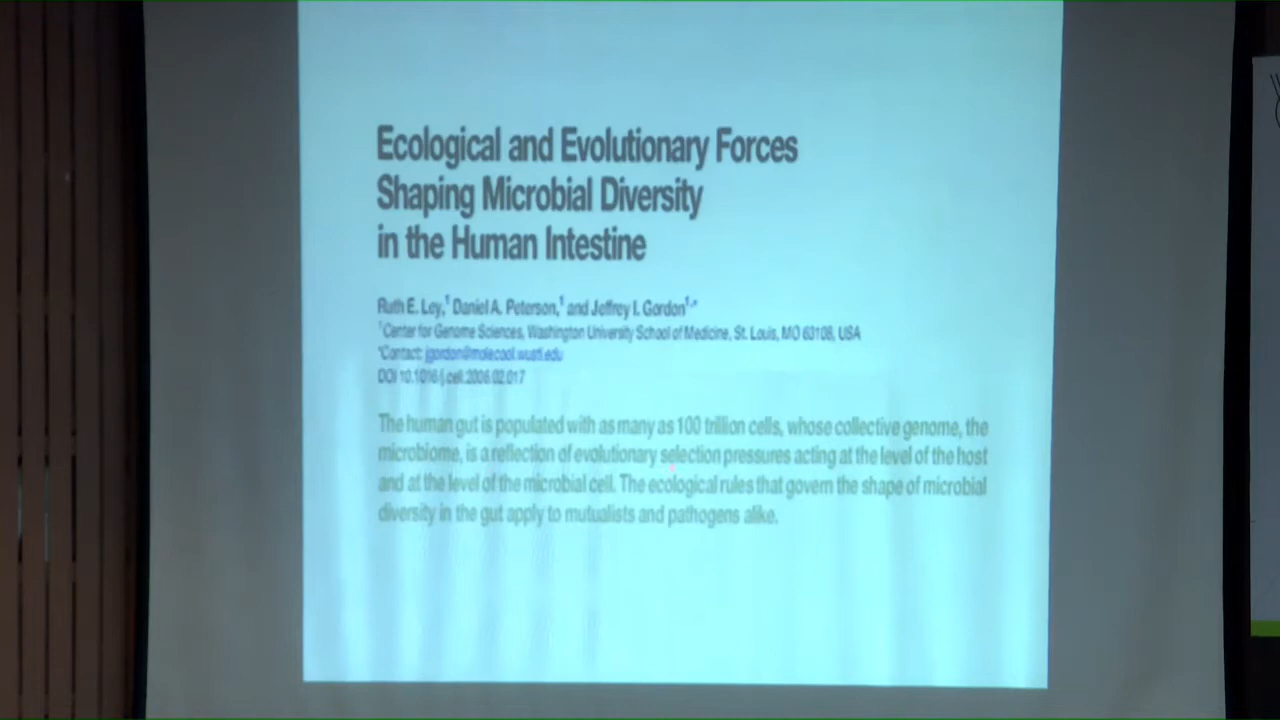 Ecological and Evolutionary Forces
Shaping Microbial Diversity
in the Human Intestine
Ruth E. Ley,¹ Daniel A. Peterson,¹ and Jeffrey I. Gordon¹,*
¹Center for Genome Sciences, Washington University School of Medicine, St. Louis, MO 63108, USA
*Contact: jgordon@molecool.wustl.edu
DOI 10.1016/j.cell.2006.02.017
The human gut is populated with as many as 100 trillion cells, whose collective genome, the
microbiome, is a reflection of evolutionary selection pressures acting at the level of the host
and at the level of the microbial cell. The ecological rules that govern the shape of microbial
diversity in the gut apply to mutualists and pathogens alike.